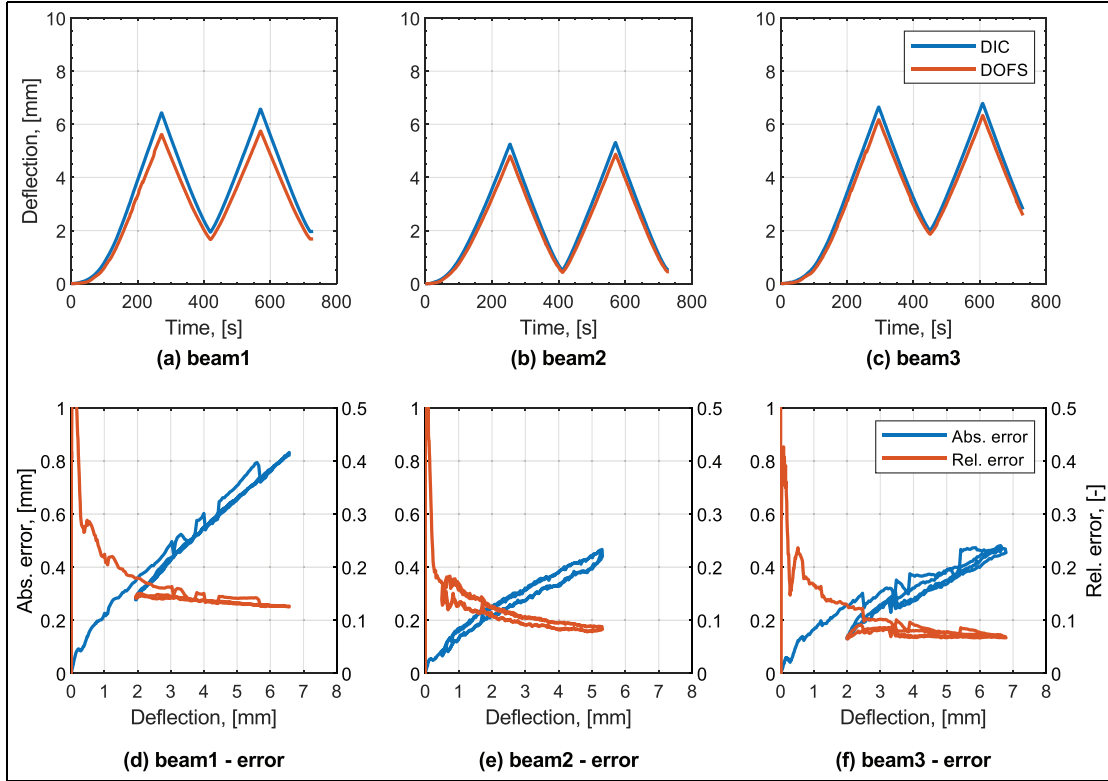 10
8
6
4
2
0
Deflection, [mm]
0 200 400 600 800
Time, [s]
(a) beam1
10
8
6
4
2
0
0 200 400 600 800
Time, [s]
(b) beam2
10
8
6
4
2
0
DIC
DOFS
0 200 400 600 800
Time, [s]
(c) beam3
1
0.8
0.6
0.4
0.2
0
Abs. error, [mm]
0.5
0.4
0.3
0.2
0.1
0
0 1 2 3 4 5 6 7 8
Deflection, [mm]
(d) beam1 - error
1
0.8
0.6
0.4
0.2
0
0.5
0.4
0.3
0.2
0.1
0
0 1 2 3 4 5 6 7 8
Deflection, [mm]
(e) beam2 - error
1
0.8
0.6
0.4
0.2
0
Abs. error
Rel. error
0.5
0.4
0.3
0.2
0.1
0
Rel. error, [-]
0 1 2 3 4 5 6 7 8
Deflection, [mm]
(f) beam3 - error